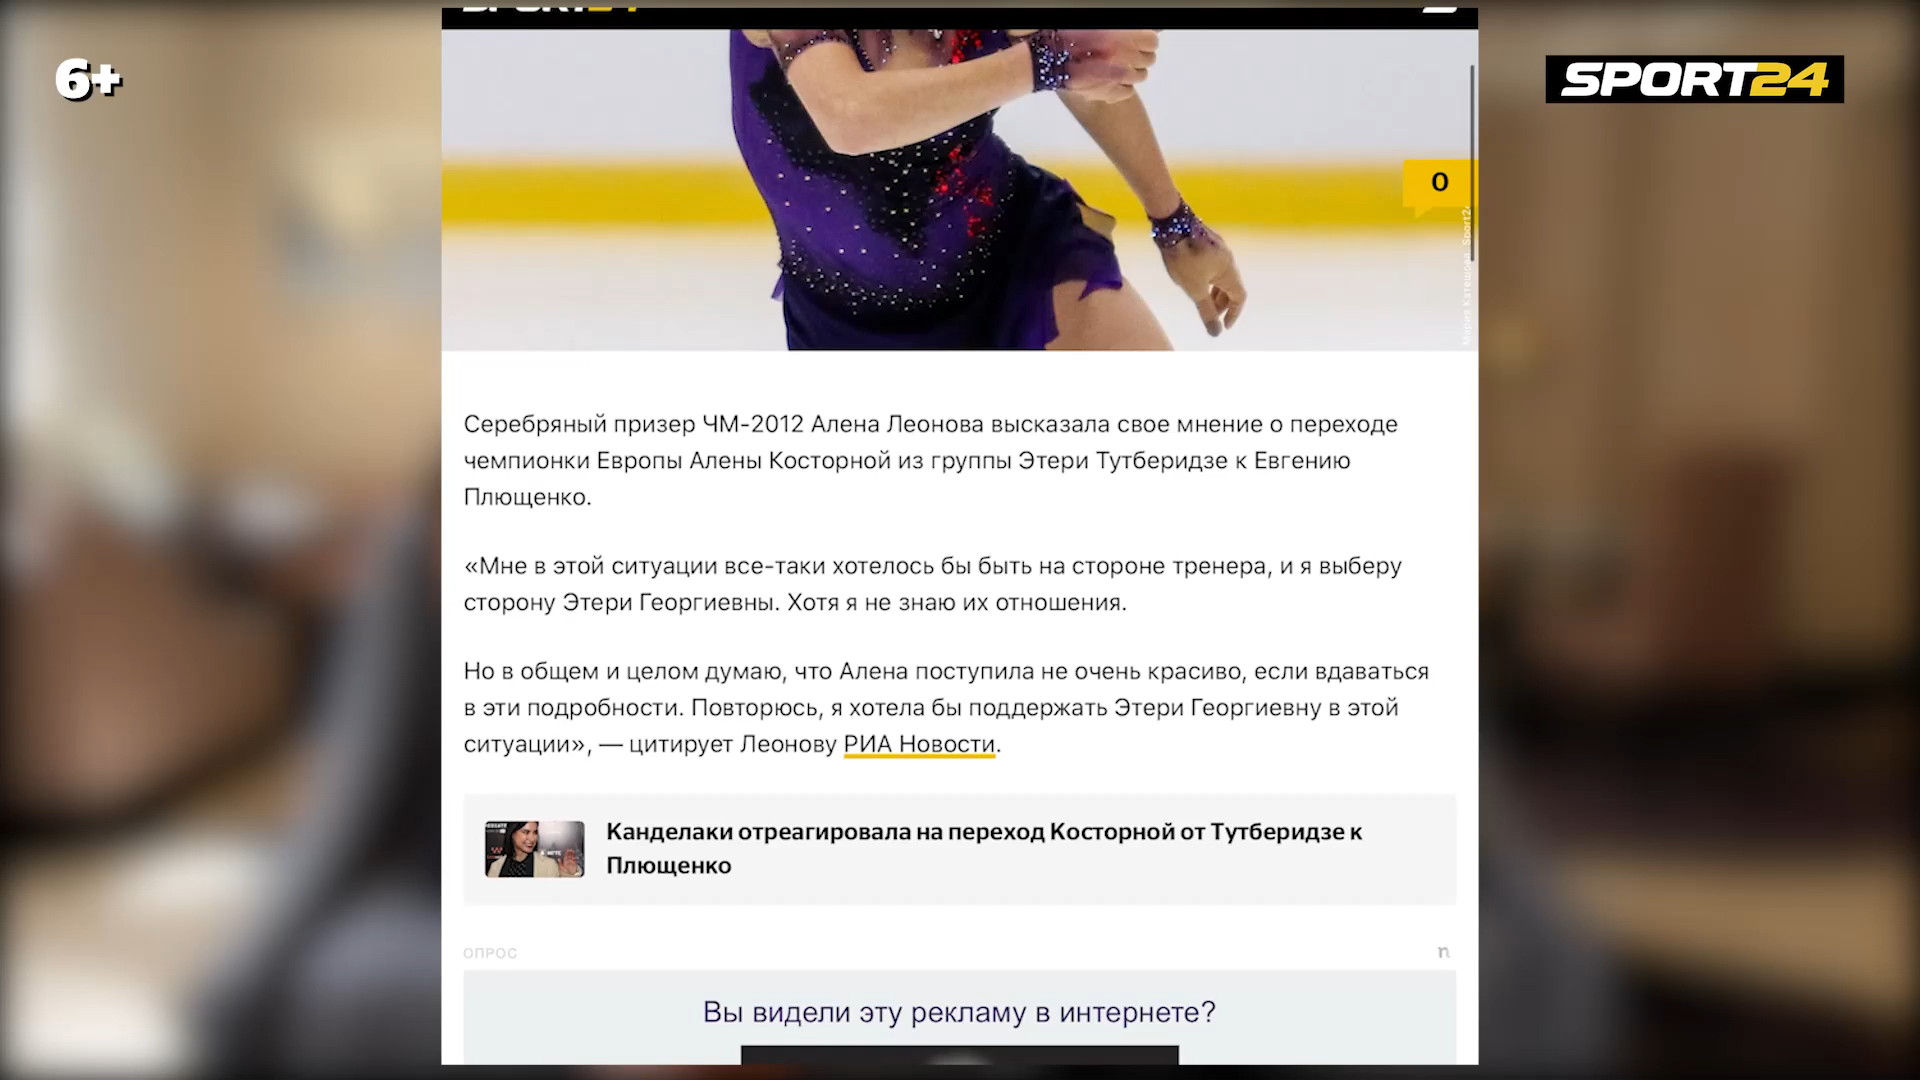 6+
SPORT24
SPORT24
0
Мария Катешова, Sport24
Серебряный призер ЧМ-2012 Алена Леонова высказала свое мнение о переходе
чемпионки Европы Алены Косторной из группы Этери Тутберидзе к Евгению
Плющенко.
«Мне в этой ситуации все-таки хотелось бы быть на стороне тренера, и я выберу
сторону Этери Георгиевны. Хотя я не знаю их отношения.
Но в общем и целом думаю, что Алена поступила не очень красиво, если вдаваться
в эти подробности. Повторюсь, я хотела бы поддержать Этери Георгиевну в этой
ситуации», — цитирует Леонову РИА Новости.
Канделаки отреагировала на переход Косторной от Тутберидзе к
Плющенко
ОПРОС
n
Вы видели эту рекламу в интернете?